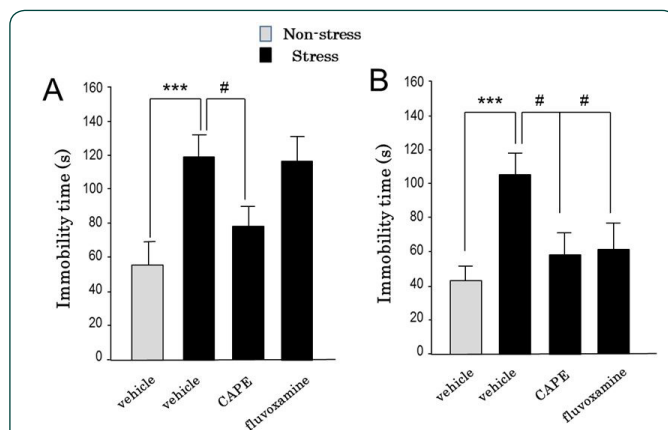 Non-stress
Stress
A
Immobility time (s)
160
140
120
100
80
60
40
20
0
***
#
vehicle
vehicle
CAPE
fluvoxamine
B
Immobility time (s)
160
140
120
100
80
60
40
20
0
***
#
#
vehicle
vehicle
CAPE
fluvoxamine